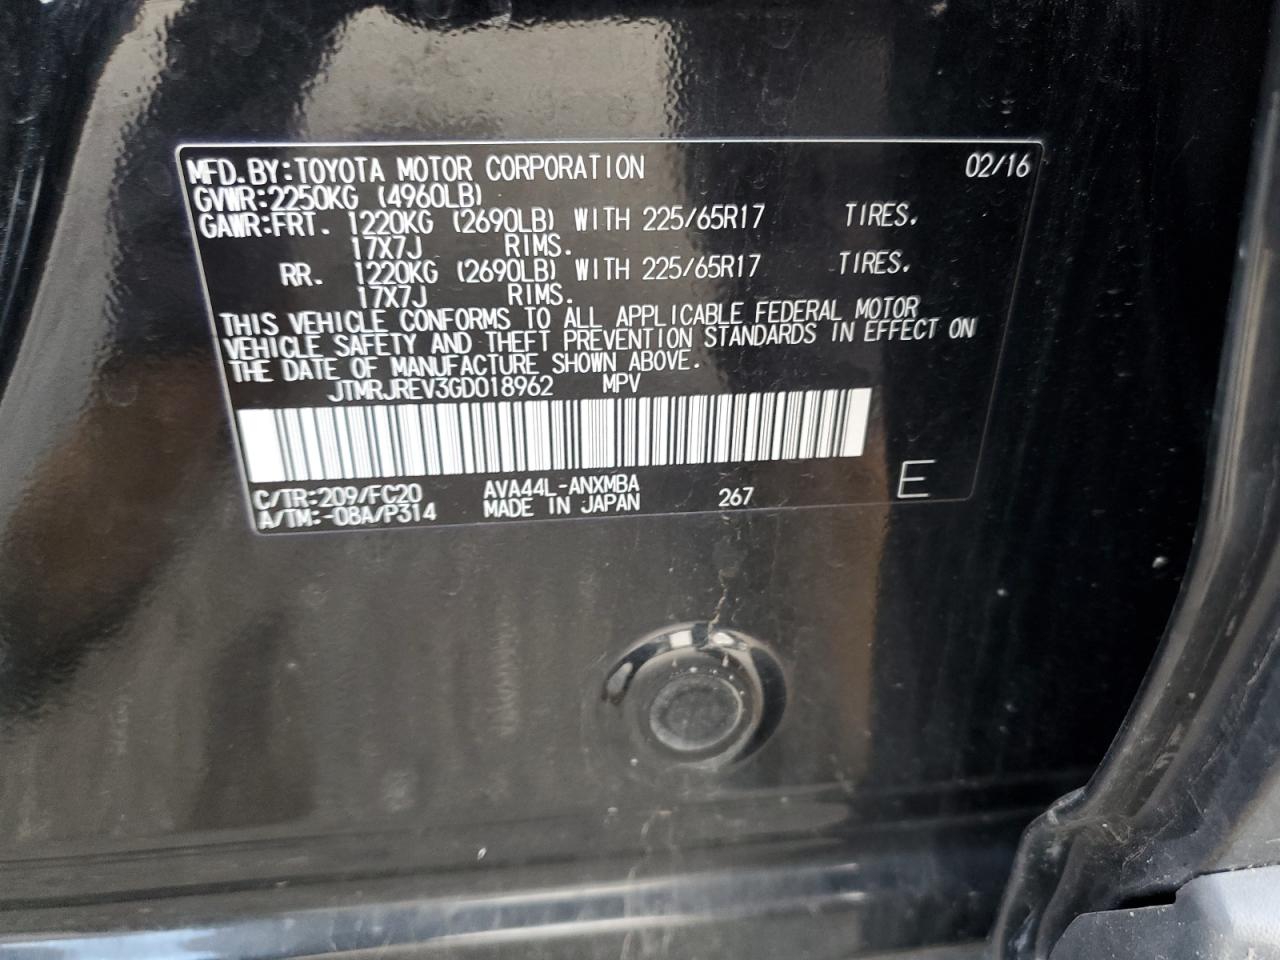 MFD.BY:TOYOTA MOTOR CORPORATION 02/16
GVWR:2250KG (4960LB)
GAWR:FRT. 1220KG (2690LB) WITH 225/65R17 TIRES.
17X7J RIMS.
RR. 1220KG (2690LB) WITH 225/65R17 TIRES.
17X7J RIMS.
THIS VEHICLE CONFORMS TO ALL APPLICABLE FEDERAL MOTOR
VEHICLE SAFETY AND THEFT PREVENTION STANDARDS IN EFFECT ON
THE DATE OF MANUFACTURE SHOWN ABOVE.
JTMRJREV3GD018962 MPV
C/TR:209/FC20 AVA44L-ANXMBA
A/TM:-08A/P314 MADE IN JAPAN 267 E